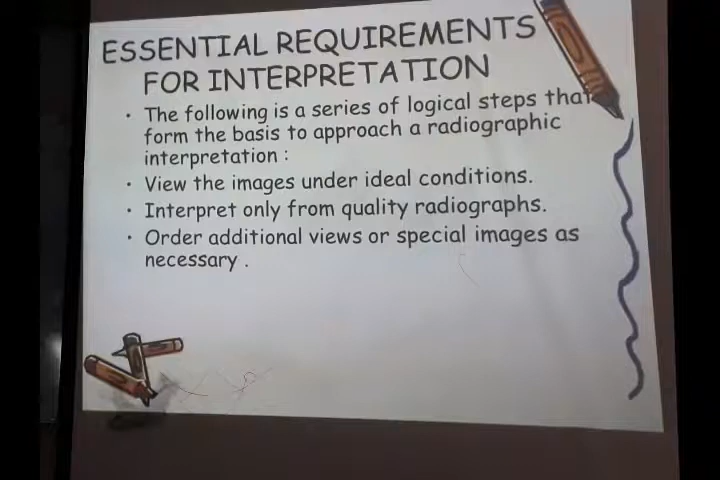 ESSENTIAL REQUIREMENTS
FOR INTERPRETATION
• The following is a series of logical steps that
form the basis to approach a radiographic
interpretation :
• View the images under ideal conditions.
• Interpret only from quality radiographs.
• Order additional views or special images as
necessary .